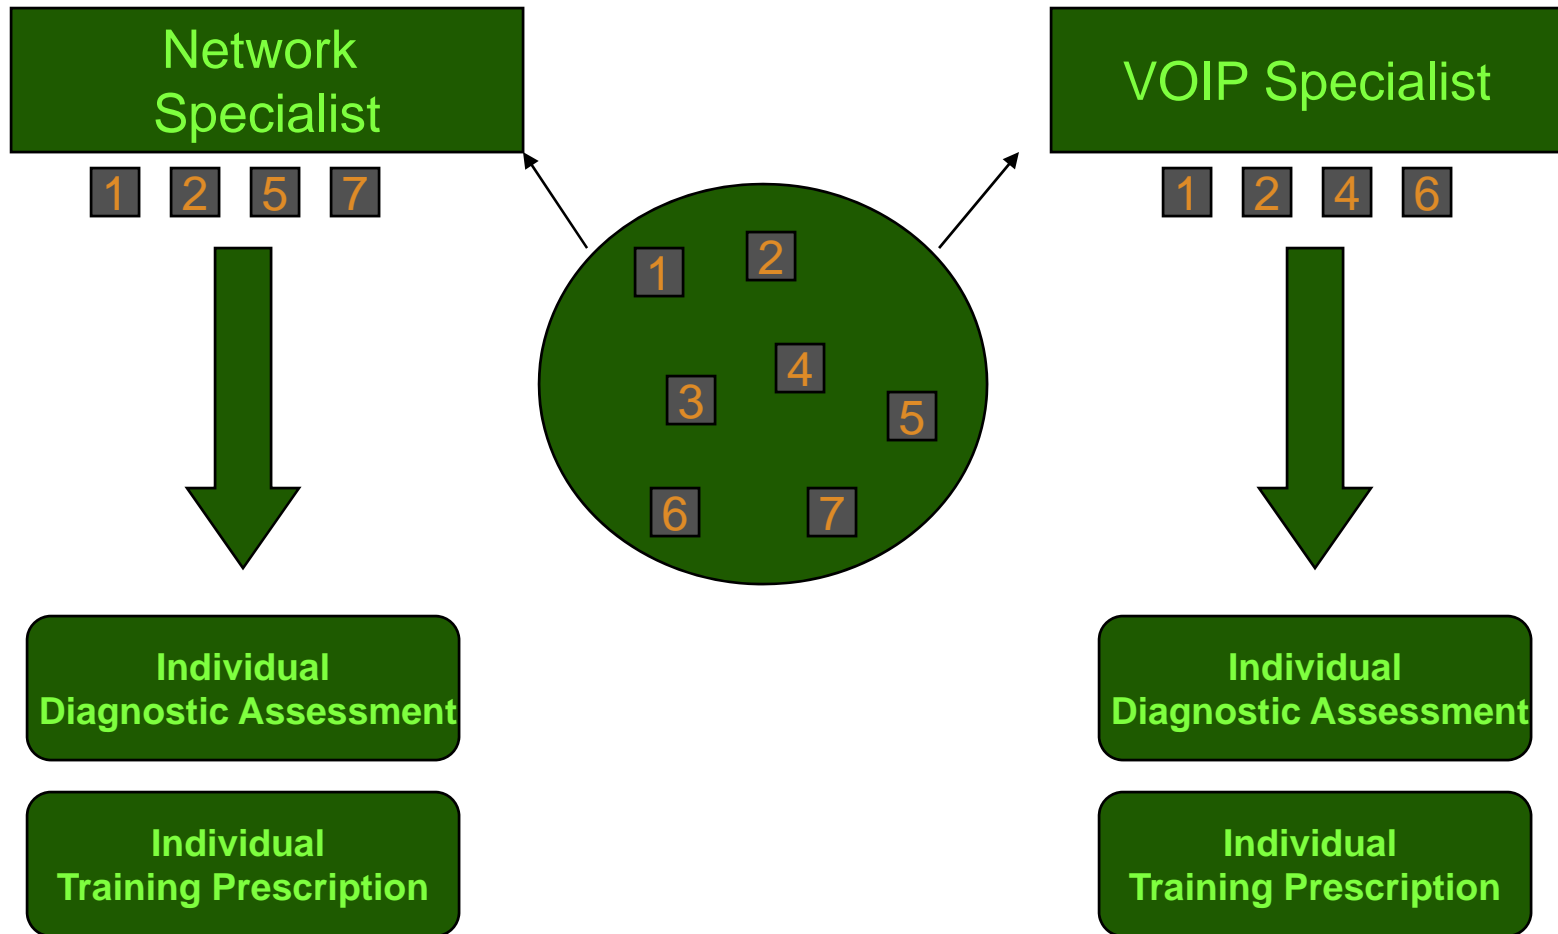 Network
Specialist
1 2 5 7
VOIP Specialist
1 2 4 6
1
2
3
4
5
6
7
Individual
Diagnostic Assessment
Individual
Training Prescription
Individual
Diagnostic Assessment
Individual
Training Prescription